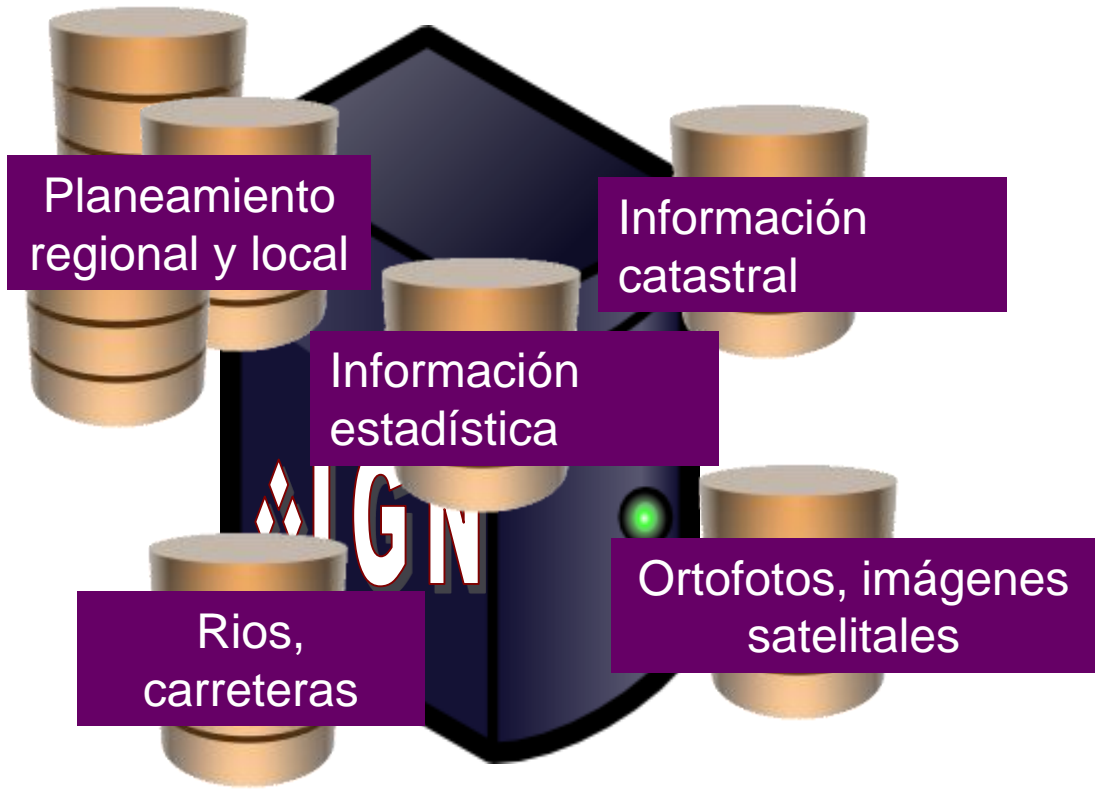 Planeamiento
regional y local
Información
catastral
Información
estadística
IGN
Ortofotos, imágenes
satelitales
Rios,
carreteras